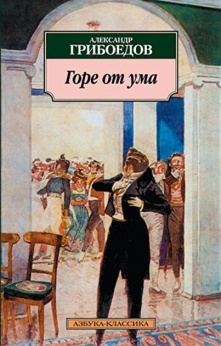 АЛЕКСАНДР
ГРИБОЕДОВ
Горе от ума
АЗБУКА-КЛАССИКА